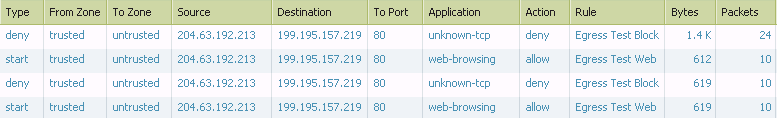 Type From Zone To Zone Source Destination To Port Application Action Rule Bytes Packets
deny trusted untrusted 204.63.192.213 199.195.157.219 80 unknown-tcp deny Egress Test Block 1.4 K 24
start trusted untrusted 204.63.192.213 199.195.157.219 80 web-browsing allow Egress Test Web 612 10
deny trusted untrusted 204.63.192.213 199.195.157.219 80 unknown-tcp deny Egress Test Block 619 10
start trusted untrusted 204.63.192.213 199.195.157.219 80 web-browsing allow Egress Test Web 619 10